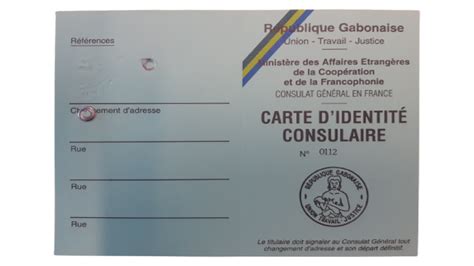 Références
Changement d'adresse
Rue
Rue
Rue
République Gabonaise
Union - Travail - Justice
Ministère des Affaires Etrangères
de la Coopération
et de la Francophonie
CONSULAT GÉNÉRAL EN FRANCE
CARTE D'IDENTITÉ
CONSULAIRE
N° 0112
RÉPUBLIQUE GABONAISE
UNION-TRAVAIL-JUSTICE
Le titulaire doit signaler au Consulat Général tout
changement d'adresse et son départ définitif.